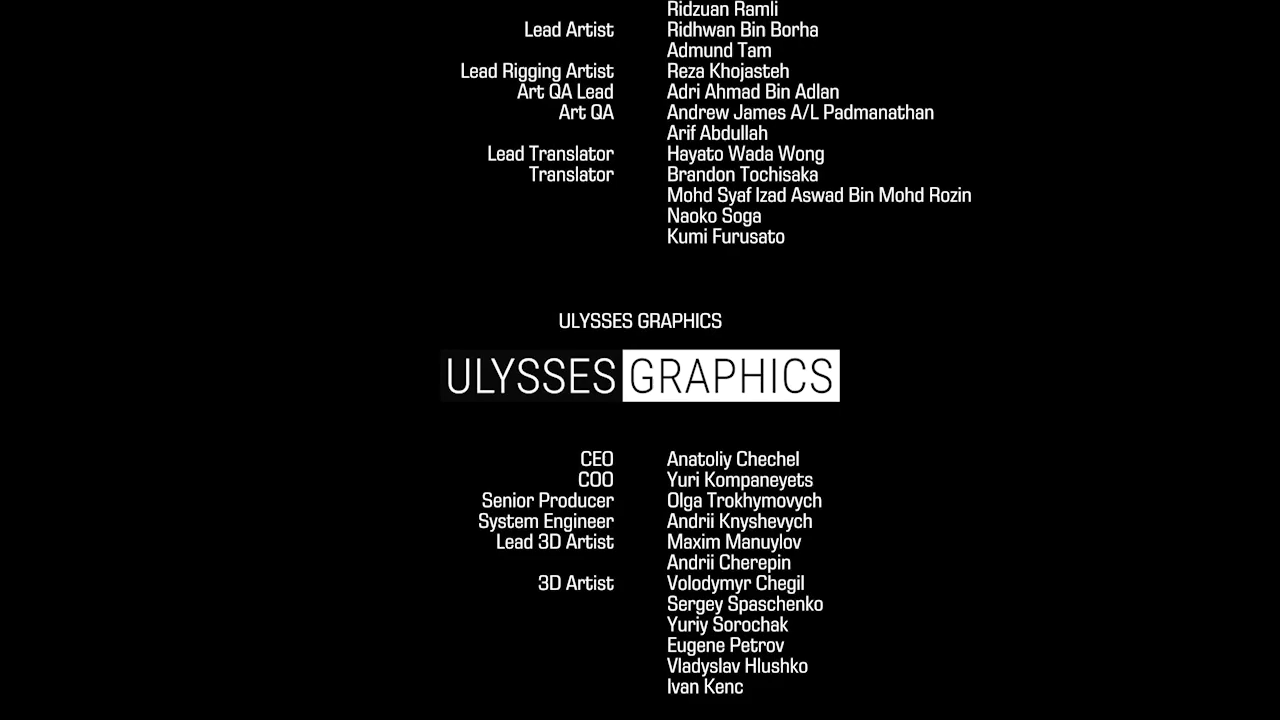 Ridzuan Ramli
Lead Artist Ridhwan Bin Borha
Admund Tam
Lead Rigging Artist Reza Khojasteh
Art QA Lead Adri Ahmad Bin Adlan
Art QA Andrew James A/L Padmanathan
Arif Abdullah
Lead Translator Hayato Wada Wong
Translator Brandon Tochisaka
Mohd Syaf Izad Aswad Bin Mohd Rozin
Naoko Soga
Kumi Furusato
ULYSSES GRAPHICS
ULYSSES GRAPHICS
CEO Anatoliy Chechel
COO Yuri Kompaneyets
Senior Producer Olga Trokhymovych
System Engineer Andrii Knyshevych
Lead 3D Artist Maxim Manuylov
Andrii Cherepin
3D Artist Volodymyr Chegil
Sergey Spaschenko
Yuriy Sorochak
Eugene Petrov
Vladyslav Hlushko
Ivan Kenc